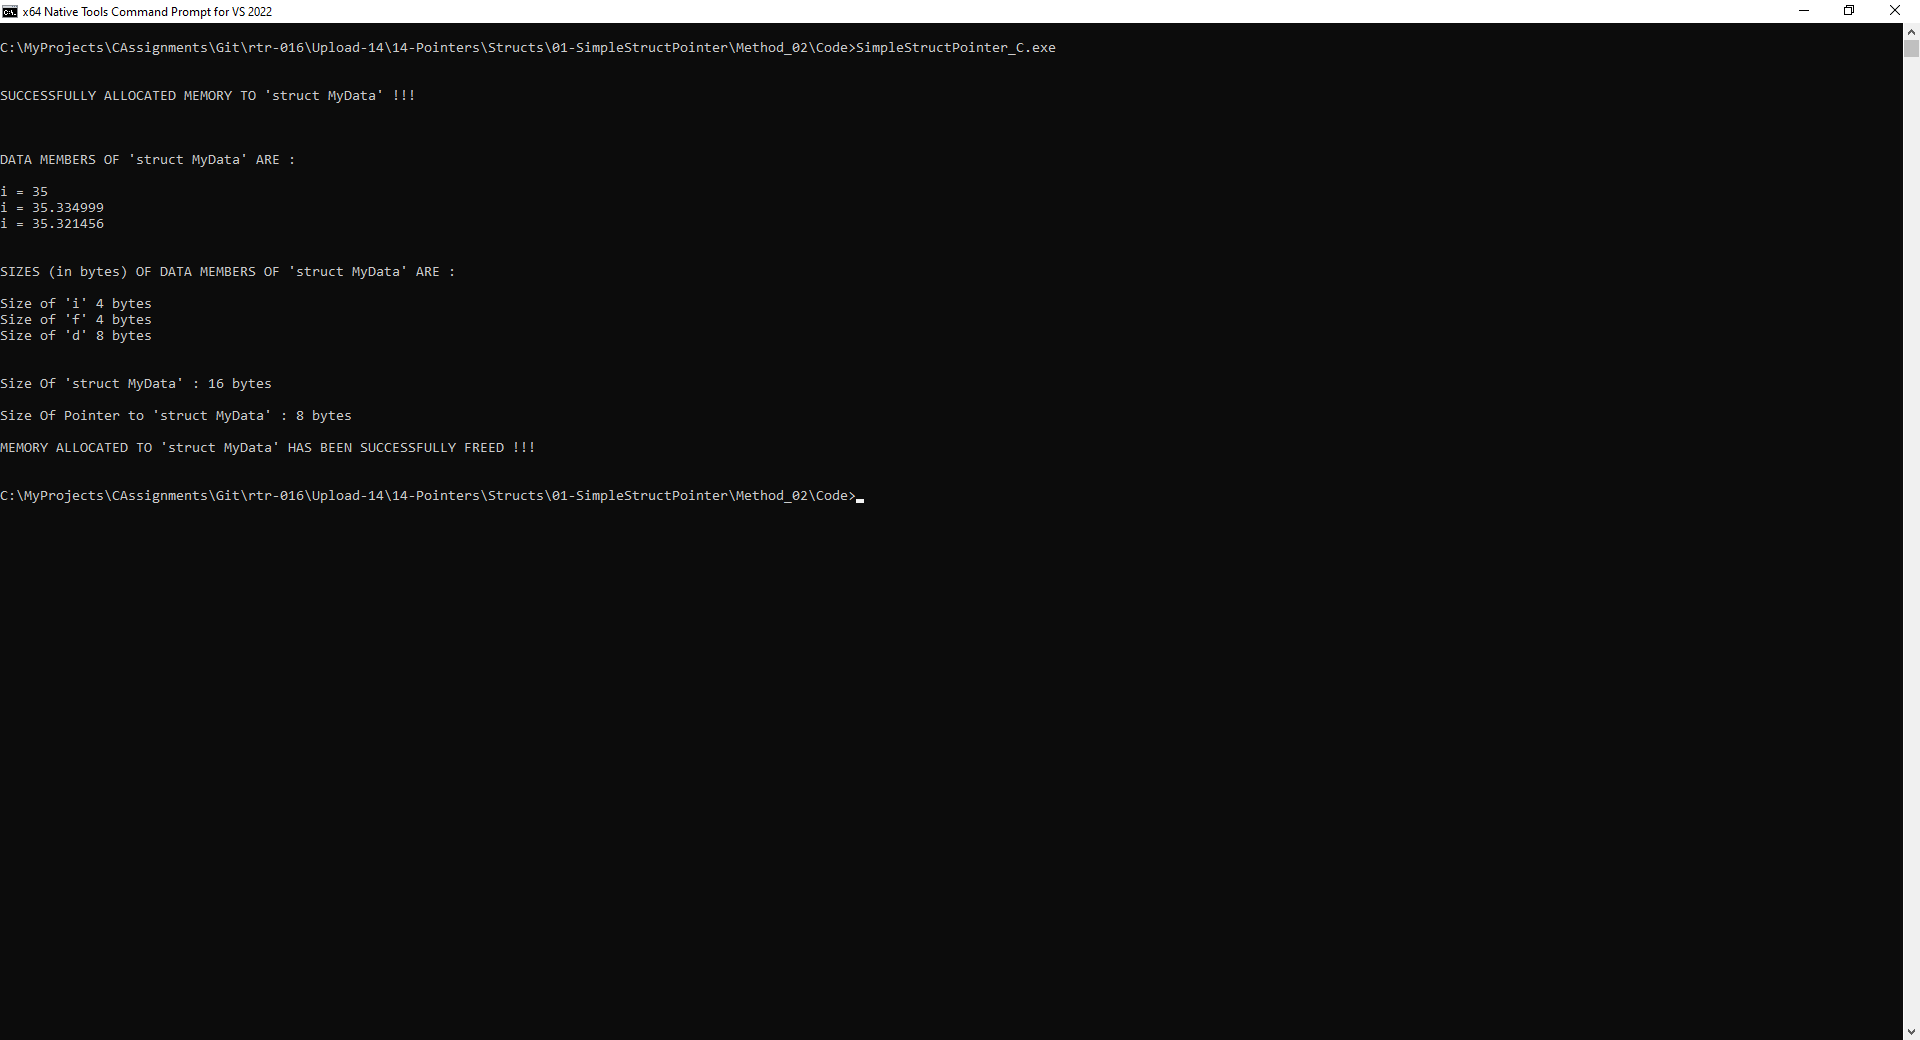 x64 Native Tools Command Prompt for VS 2022
C:\MyProjects\CAssignments\Git\rtr-016\Upload-14\14-Pointers\Structs\01-SimpleStructPointer\Method_02\Code>SimpleStructPointer_C.exe
SUCCESSFULLY ALLOCATED MEMORY TO 'struct MyData' !!!
DATA MEMBERS OF 'struct MyData' ARE :
i = 35
i = 35.334999
i = 35.321456
SIZES (in bytes) OF DATA MEMBERS OF 'struct MyData' ARE :
Size of 'i' 4 bytes
Size of 'f' 4 bytes
Size of 'd' 8 bytes
Size Of 'struct MyData' : 16 bytes
Size Of Pointer to 'struct MyData' : 8 bytes
MEMORY ALLOCATED TO 'struct MyData' HAS BEEN SUCCESSFULLY FREED !!!
C:\MyProjects\CAssignments\Git\rtr-016\Upload-14\14-Pointers\Structs\01-SimpleStructPointer\Method_02\Code>